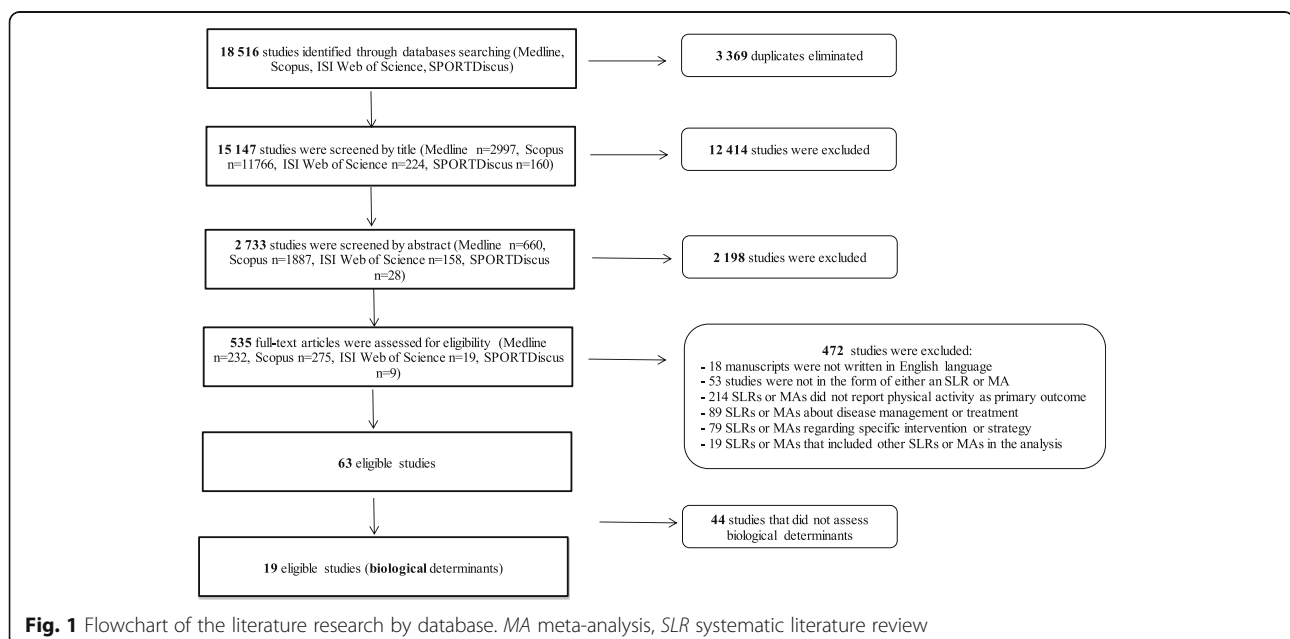 18 516 studies identified through databases searching (Medline,
Scopus, ISI Web of Science, SPORTDiscus)
3 369 duplicates eliminated
15 147 studies were screened by title (Medline n=2997, Scopus
n=11766, ISI Web of Science n=224, SPORTDiscus n=160)
12 414 studies were excluded
2 733 studies were screened by abstract (Medline n=660,
Scopus n=1887, ISI Web of Science n=158, SPORTDiscus
n=28)
2 198 studies were excluded
535 full-text articles were assessed for eligibility (Medline
n=232, Scopus n=275, ISI Web of Science n=19, SPORTDiscus
n=9)
472 studies were excluded:
- 18 manuscripts were not written in English language
- 53 studies were not in the form of either an SLR or MA
- 214 SLRs or MAs did not report physical activity as primary outcome
- 89 SLRs or MAs about disease management or treatment
- 79 SLRs or MAs regarding specific intervention or strategy
- 19 SLRs or MAs that included other SLRs or MAs in the analysis
63 eligible studies
44 studies that did not assess
biological determinants
19 eligible studies (biological determinants)
Fig. 1 Flowchart of the literature research by database. MA meta-analysis, SLR systematic literature review